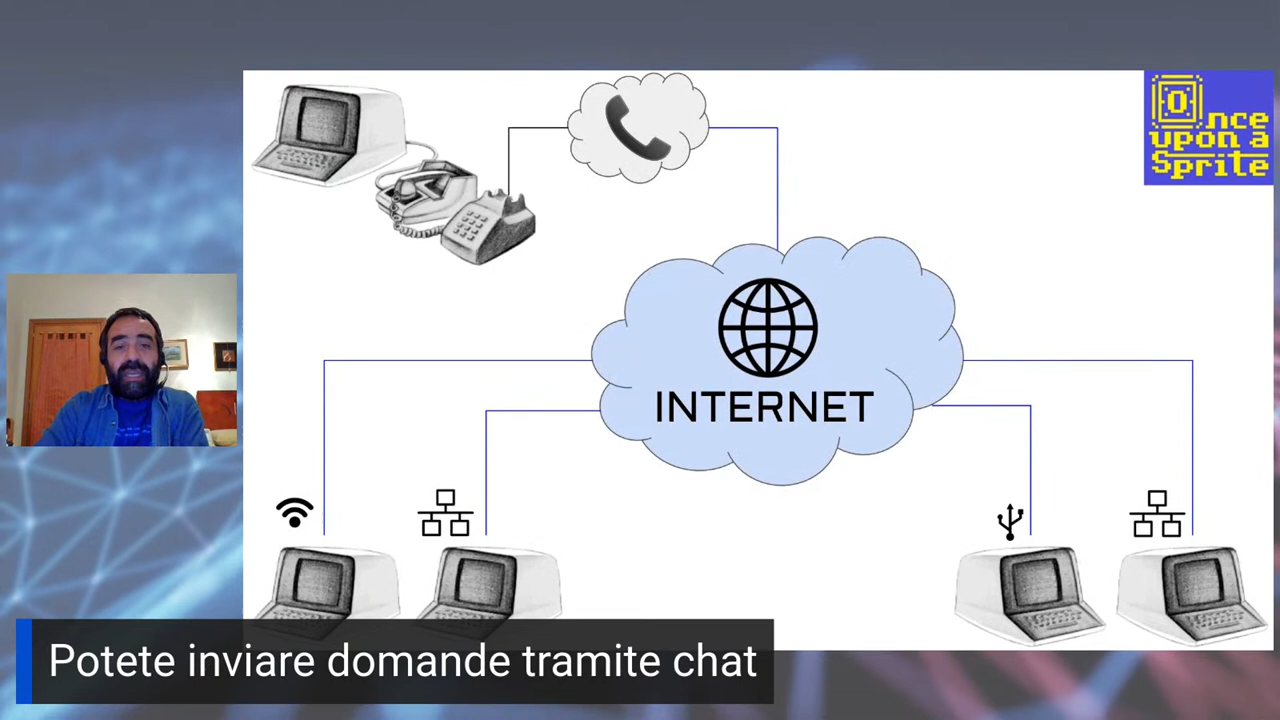 Once
upon a
Sprite
INTERNET
Potete inviare domande tramite chat